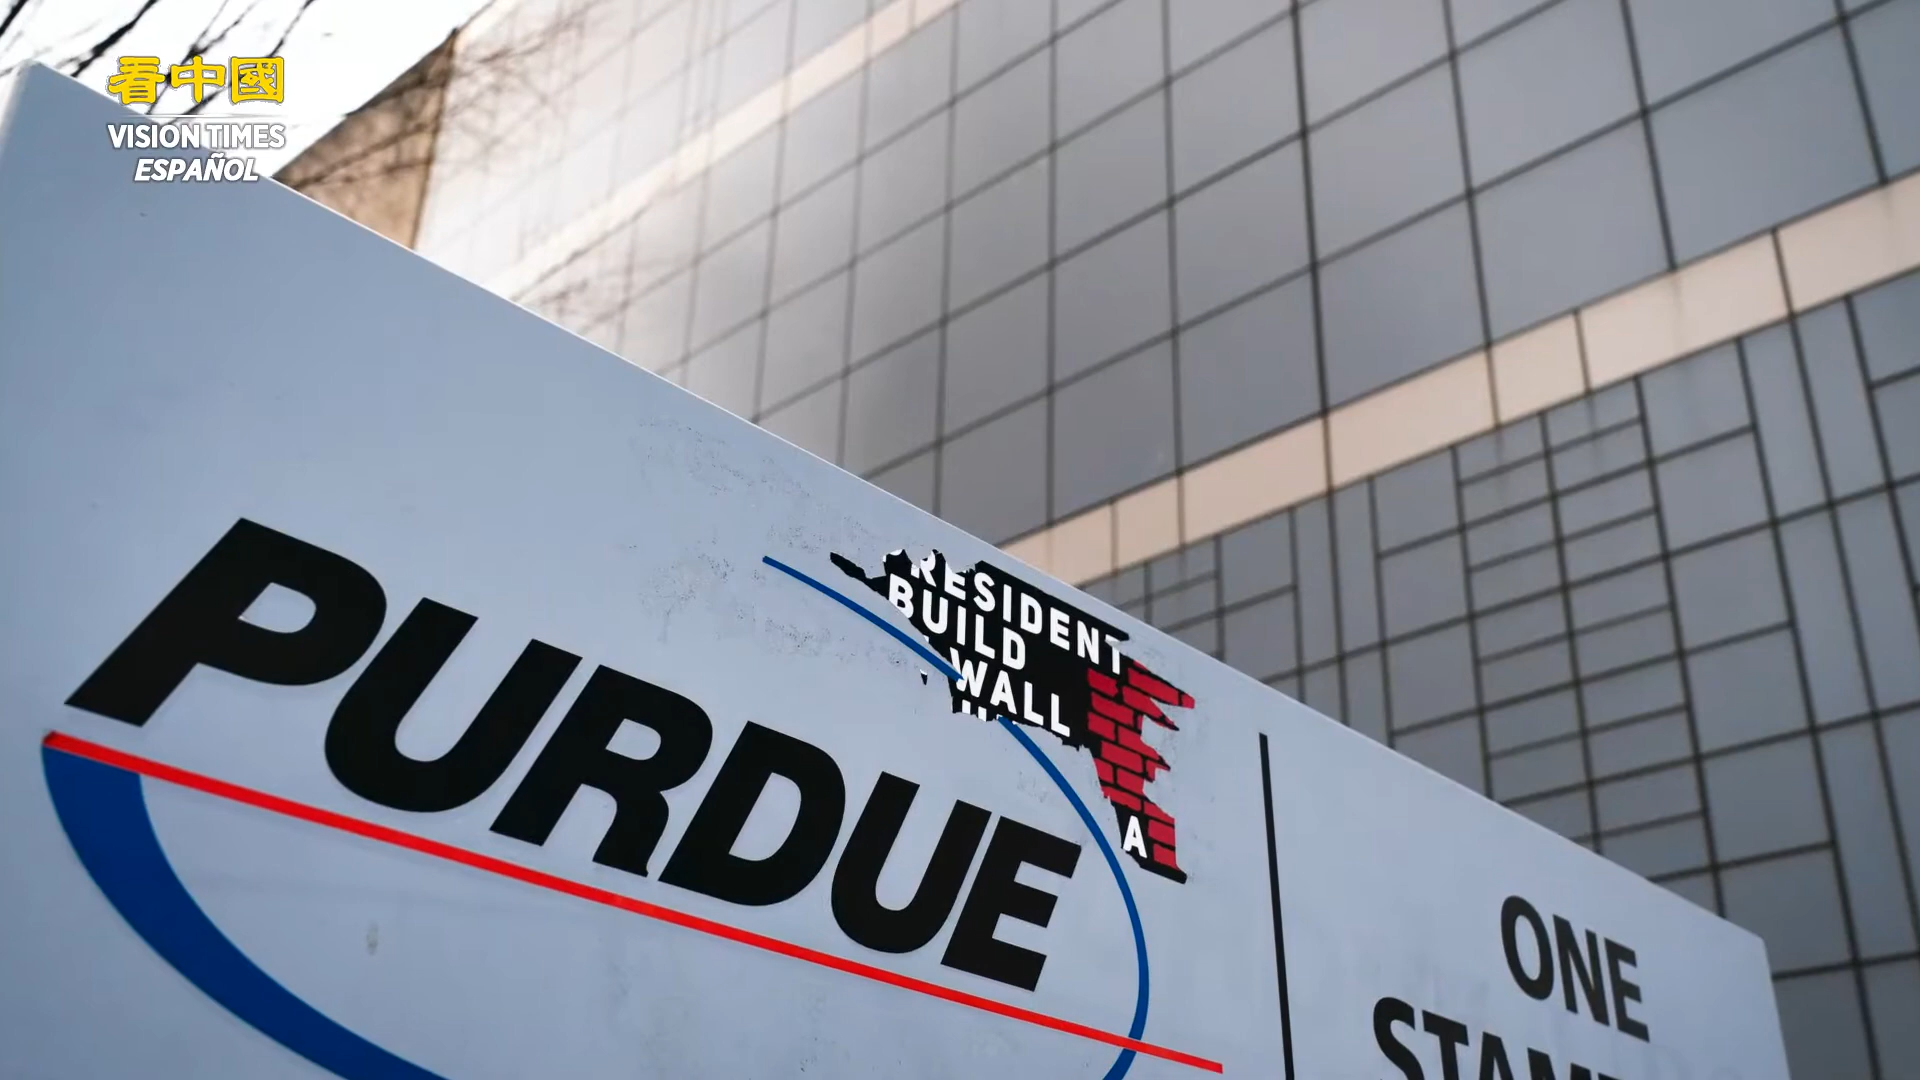 看中國
VISION TIMES
ESPAÑOL
PURDUE
RESIDENT
BUILD
WALL
A
ONE